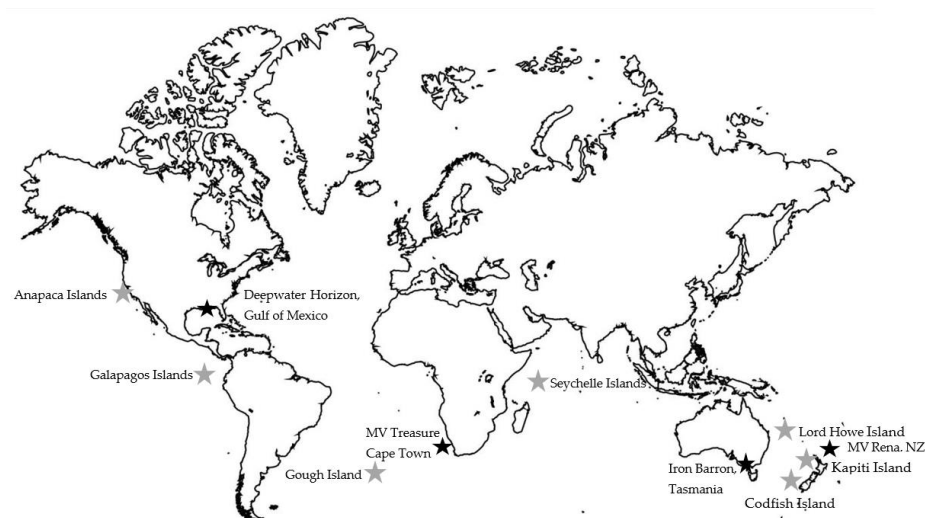 Anapaca Islands
Deepwater Horizon,
Gulf of Mexico
Galapagos Islands
Seychelle Islands
MV Treasure
Cape Town
Gough Island
Lord Howe Island
MV Rena. NZ
Iron Barron,
Tasmania
Kapiti Island
Codfish Island